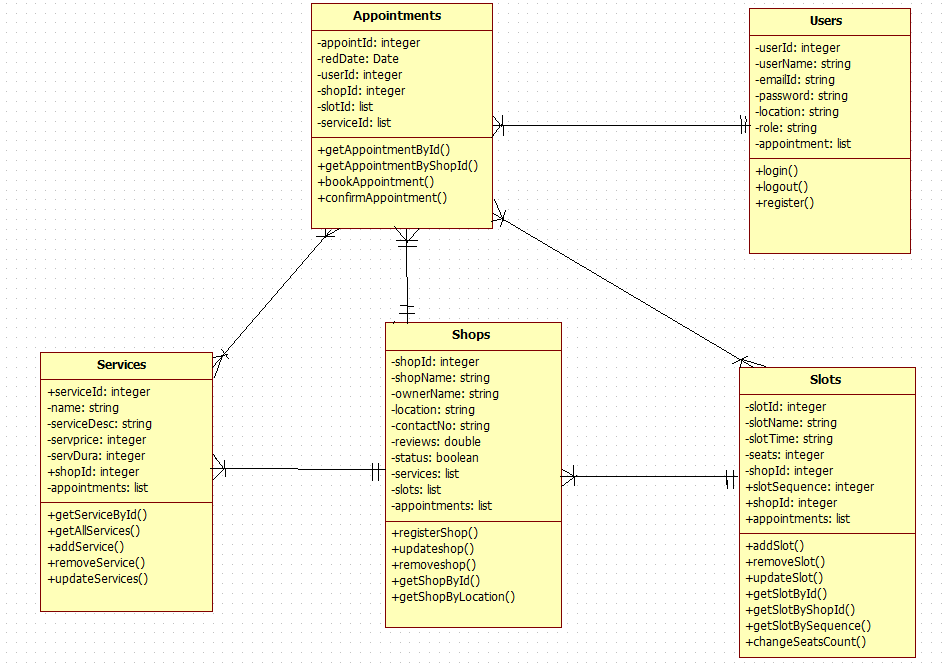 Appointments
-appointId: integer
-redDate: Date
-userId: integer
-shopId: integer
-slotId: list
-serviceId: list
+getAppointmentById()
+getAppointmentByShopId()
+bookAppointment()
+confirmAppointment()
Users
-userId: integer
-userName: string
-emailId: string
-password: string
-location: string
-role: string
-appointment: list
+login()
+logout()
+register()
Services
+serviceId: integer
-name: string
-serviceDesc: string
-servprice: integer
-servDura: integer
+shopId: integer
-appointments: list
+getServiceById()
+getAllServices()
+addService()
+removeService()
+updateServices()
Shops
-shopId: integer
-shopName: string
-ownerName: string
-location: string
-contactNo: string
-reviews: double
-status: boolean
-services: list
-slots: list
-appointments: list
+registerShop()
+updateshop()
+removeshop()
+getShopById()
+getShopByLocation()
Slots
-slotId: integer
-slotName: string
-slotTime: string
-seats: integer
-shopId: integer
+slotSequence: integer
+shopId: integer
+appointments: list
+addSlot()
+removeSlot()
+updateSlot()
+getSlotById()
+getSlotByShopId()
+getSlotBySequence()
+changeSeatsCount()